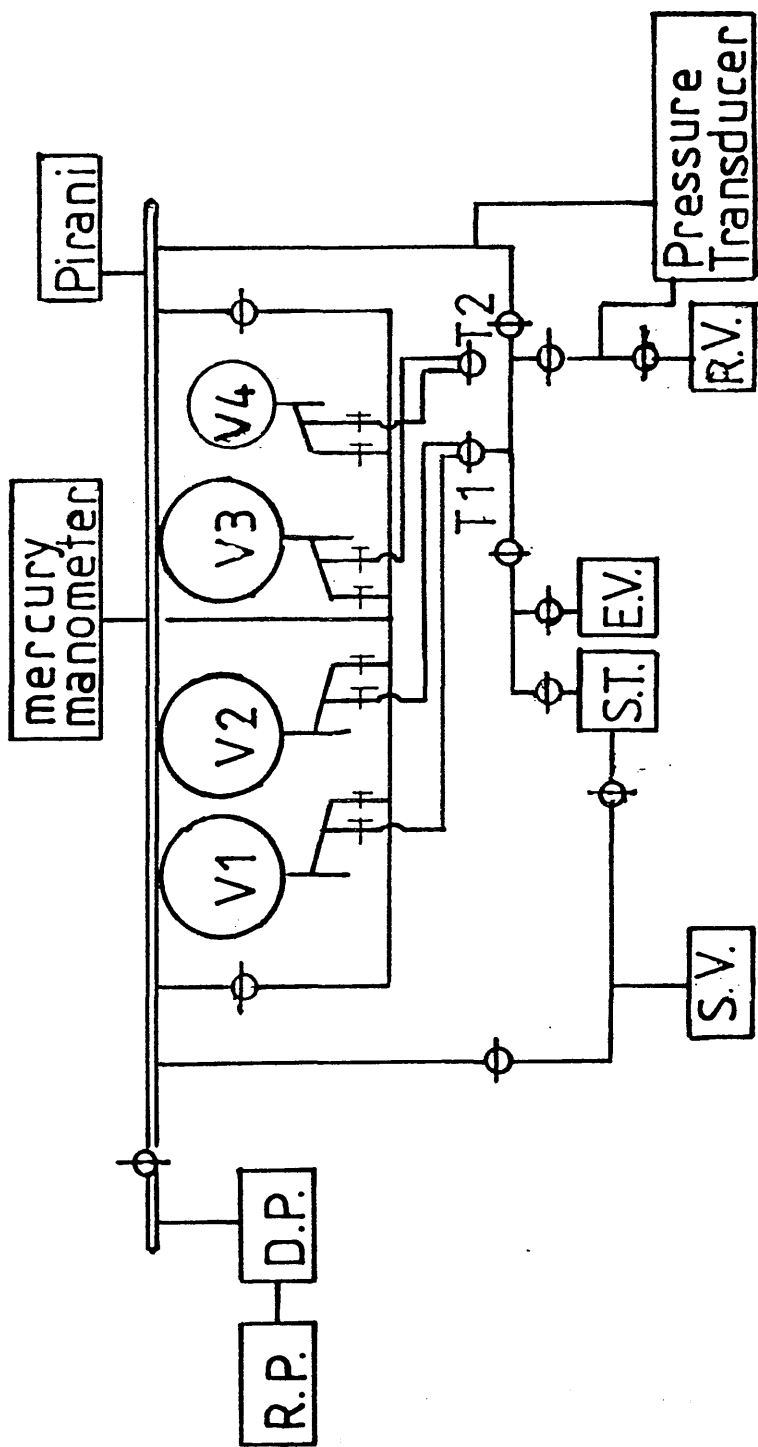 mercury
manometer
Pirani
V1
V2
V3
V4
T1
T2
R.P.
D.P.
S.V.
S.T.
E.V.
R.V.
Pressure
Transducer